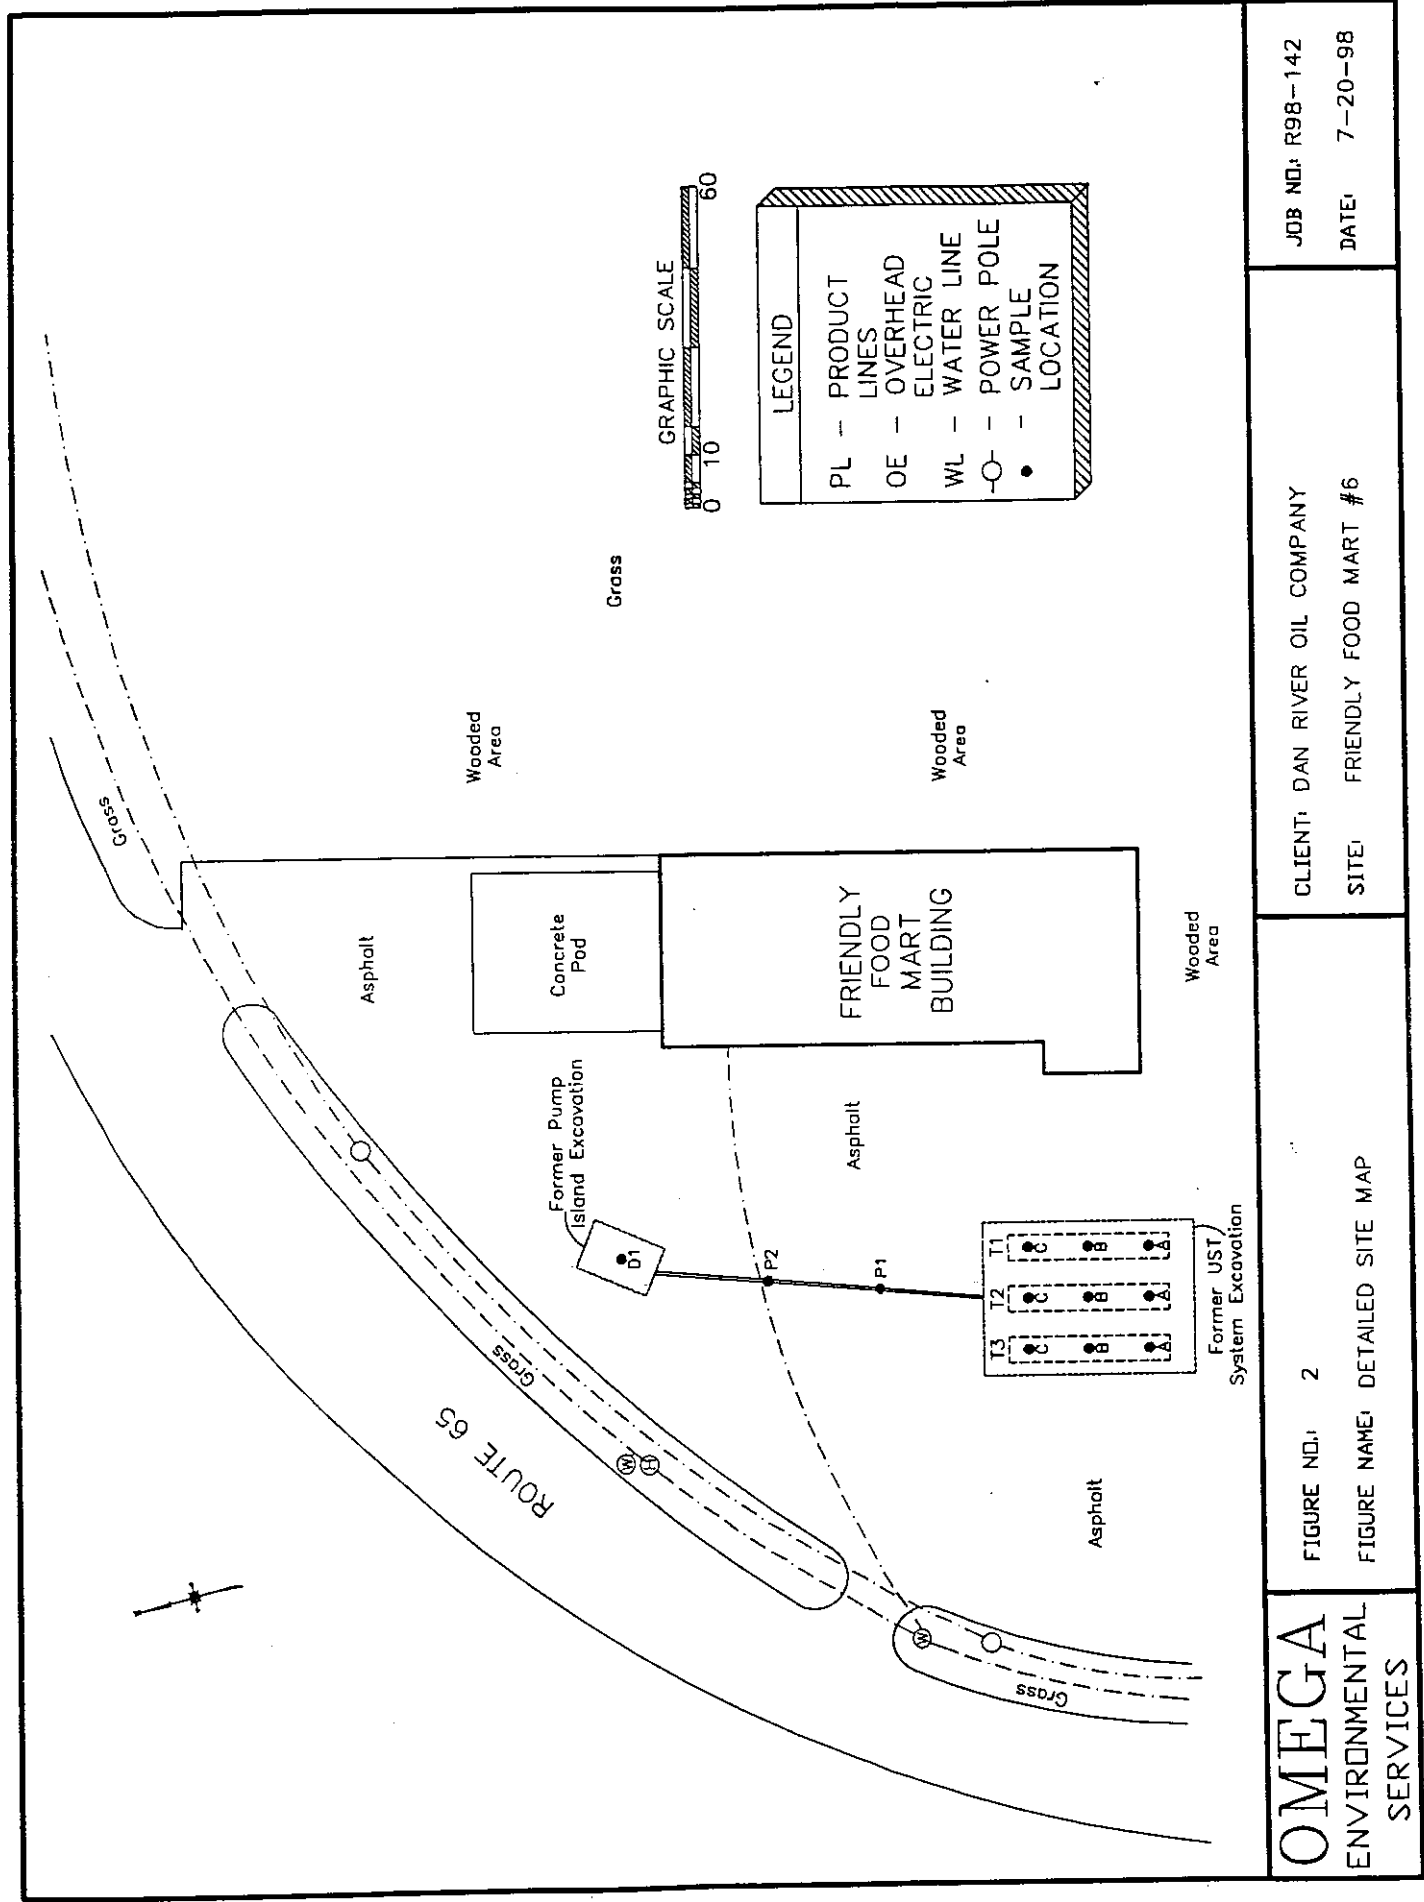 ROUTE 65
Grass
Grass
Grass
Asphalt
Concrete
Pad
Wooded
Area
Grass
GRAPHIC SCALE
0
10
60
Former Pump
Island Excavation
D1
P2
P1
W
H
W
Asphalt
FRIENDLY
FOOD
MART
BUILDING
Wooded
Area
LEGEND
PL - PRODUCT
LINES
OE - OVERHEAD
ELECTRIC
WL - WATER LINE
- POWER POLE
- SAMPLE
LOCATION
T3 T2 T1
C C C
B B B
A A A
Former UST
System Excavation
Asphalt
Wooded
Area
OMEGA
ENVIRONMENTAL
SERVICES
FIGURE NO.: 2
FIGURE NAME: DETAILED SITE MAP
CLIENT: DAN RIVER OIL COMPANY
SITE: FRIENDLY FOOD MART #6
JOB NO.: R98-142
DATE: 7-20-98